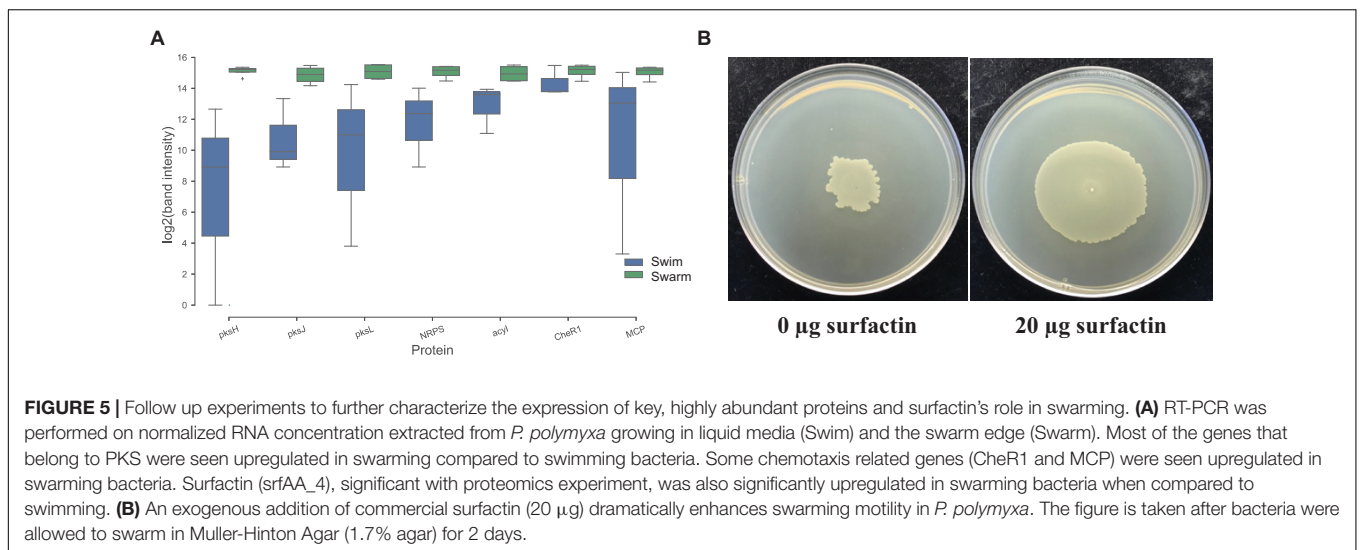 A
B
log2(band intensity)
16
14
12
10
8
6
4
2
0
Swim
Swarm
pksH
pksJ
pksL
NRPS
acyl
CheR1
MCP
Protein
0 µg surfactin
20 µg surfactin
FIGURE 5 | Follow up experiments to further characterize the expression of key, highly abundant proteins and surfactin's role in swarming. (A) RT-PCR was
performed on normalized RNA concentration extracted from P. polymyxa growing in liquid media (Swim) and the swarm edge (Swarm). Most of the genes that
belong to PKS were seen upregulated in swarming compared to swimming bacteria. Some chemotaxis related genes (CheR1 and MCP) were seen upregulated in
swarming bacteria. Surfactin (srfAA_4), significant with proteomics experiment, was also significantly upregulated in swarming bacteria when compared to
swimming. (B) An exogenous addition of commercial surfactin (20 µg) dramatically enhances swarming motility in P. polymyxa. The figure is taken after bacteria were
allowed to swarm in Muller-Hinton Agar (1.7% agar) for 2 days.